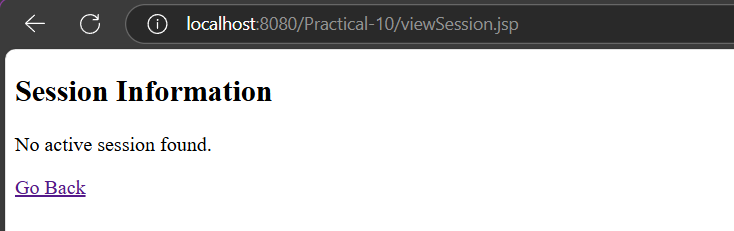 localhost:8080/Practical-10/viewSession.jsp
Session Information
No active session found.
Go Back